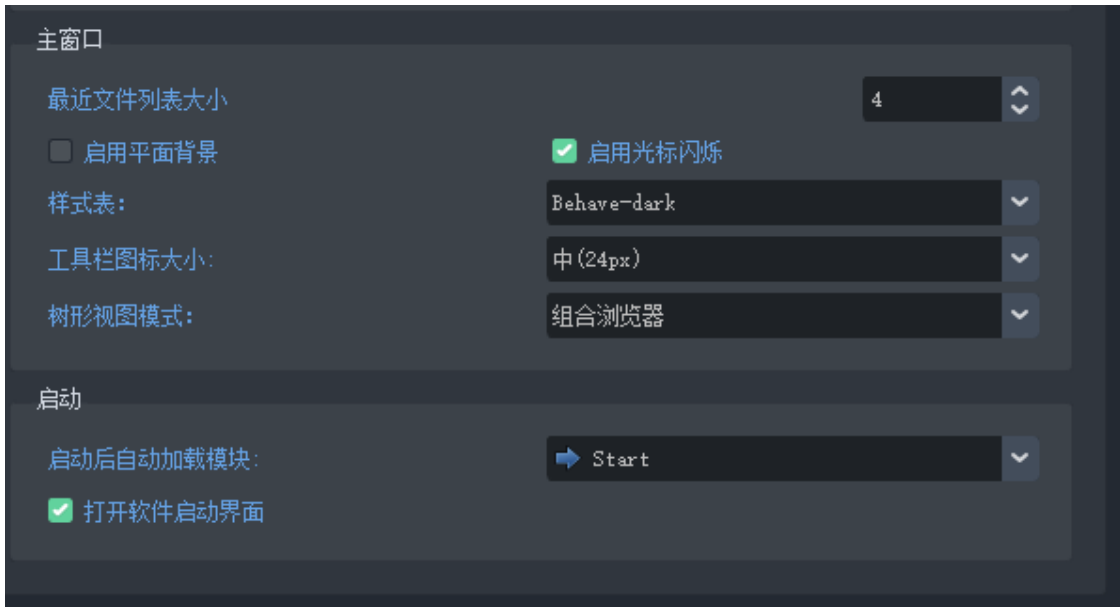 主窗口
最近文件列表大小 4
启用平面背景 启用光标闪烁
样式表: Behave-dark
工具栏图标大小: 中(24px)
树形视图模式: 组合浏览器
启动
启动后自动加载模块: Start
打开软件启动界面